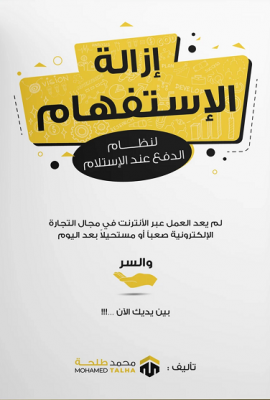 إزالة
الإستفهام
لنظام
الدفع عند الإستلام
لم يعد العمل عبر الأنترنت في مجال التجارة
الإلكترونية صعباً أو مستحيلاً بعد اليوم
والسر
بين يديك الآن ...!!!
تأليف : محمد طلحة
MOHAMED TALHA